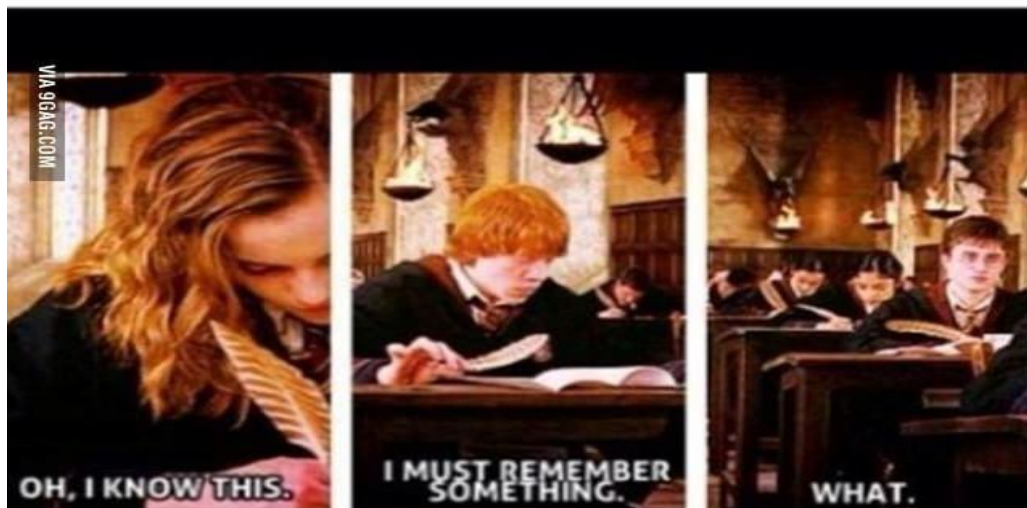 VIA 9GAG.COM
OH, I KNOW THIS.
I MUST REMEMBER
SOMETHING.
WHAT.